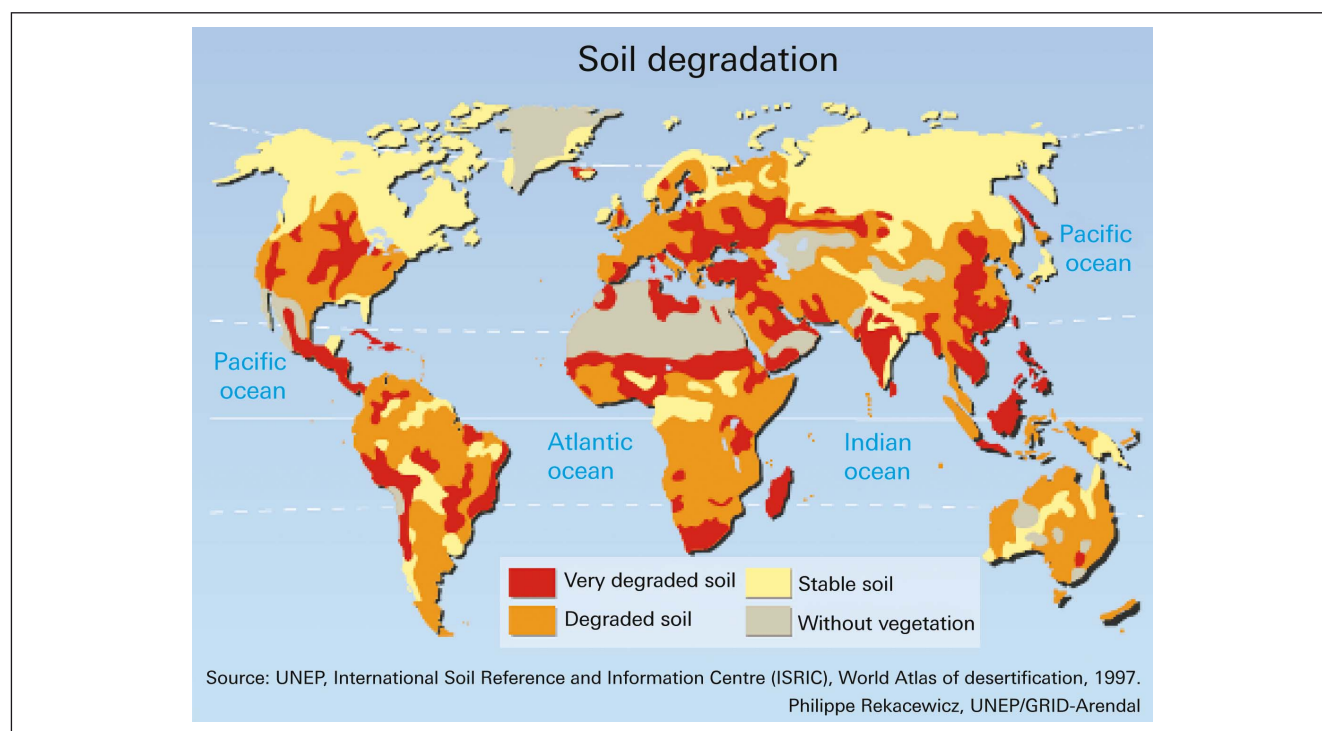 Soil degradation
Pacific
ocean
Pacific
ocean
Atlantic
ocean
Indian
ocean
Very degraded soil
Stable soil
Degraded soil
Without vegetation
Source: UNEP, International Soil Reference and Information Centre (ISRIC), World Atlas of desertification, 1997.
Philippe Rekacewicz, UNEP/GRID-Arendal